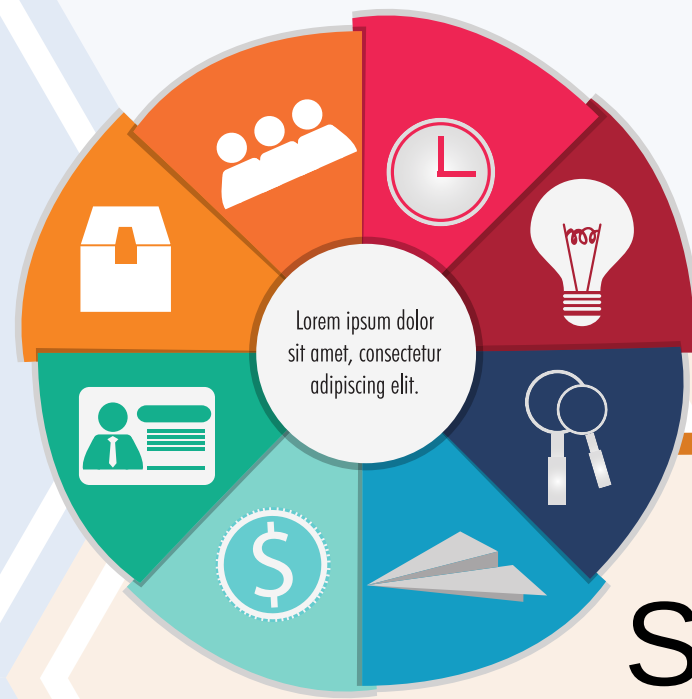 Lorem ipsum dolor
sit amet, consectetur
adipiscing elit.
$
S